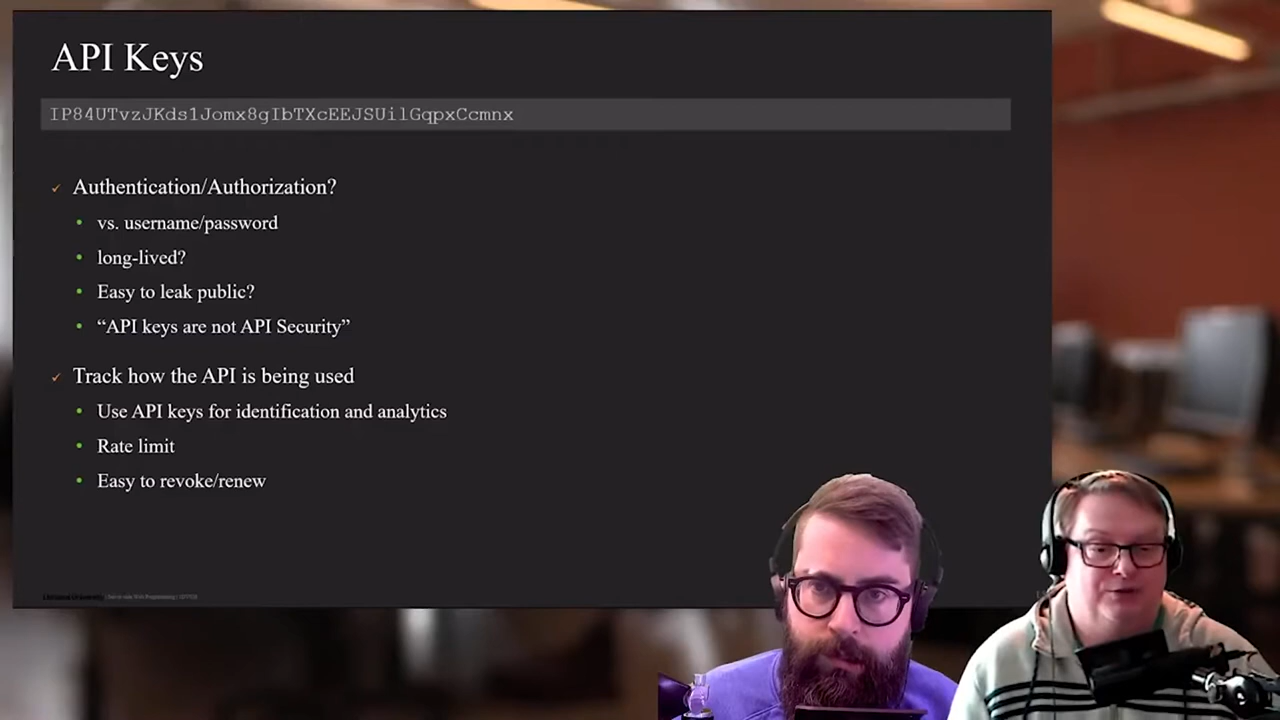 API Keys
IP84UTvzJKds1Jomx8gIbTXcEEJSUilGqpxCcmnx
Authentication/Authorization?
vs. username/password
long-lived?
Easy to leak public?
“API keys are not API Security”
Track how the API is being used
Use API keys for identification and analytics
Rate limit
Easy to revoke/renew